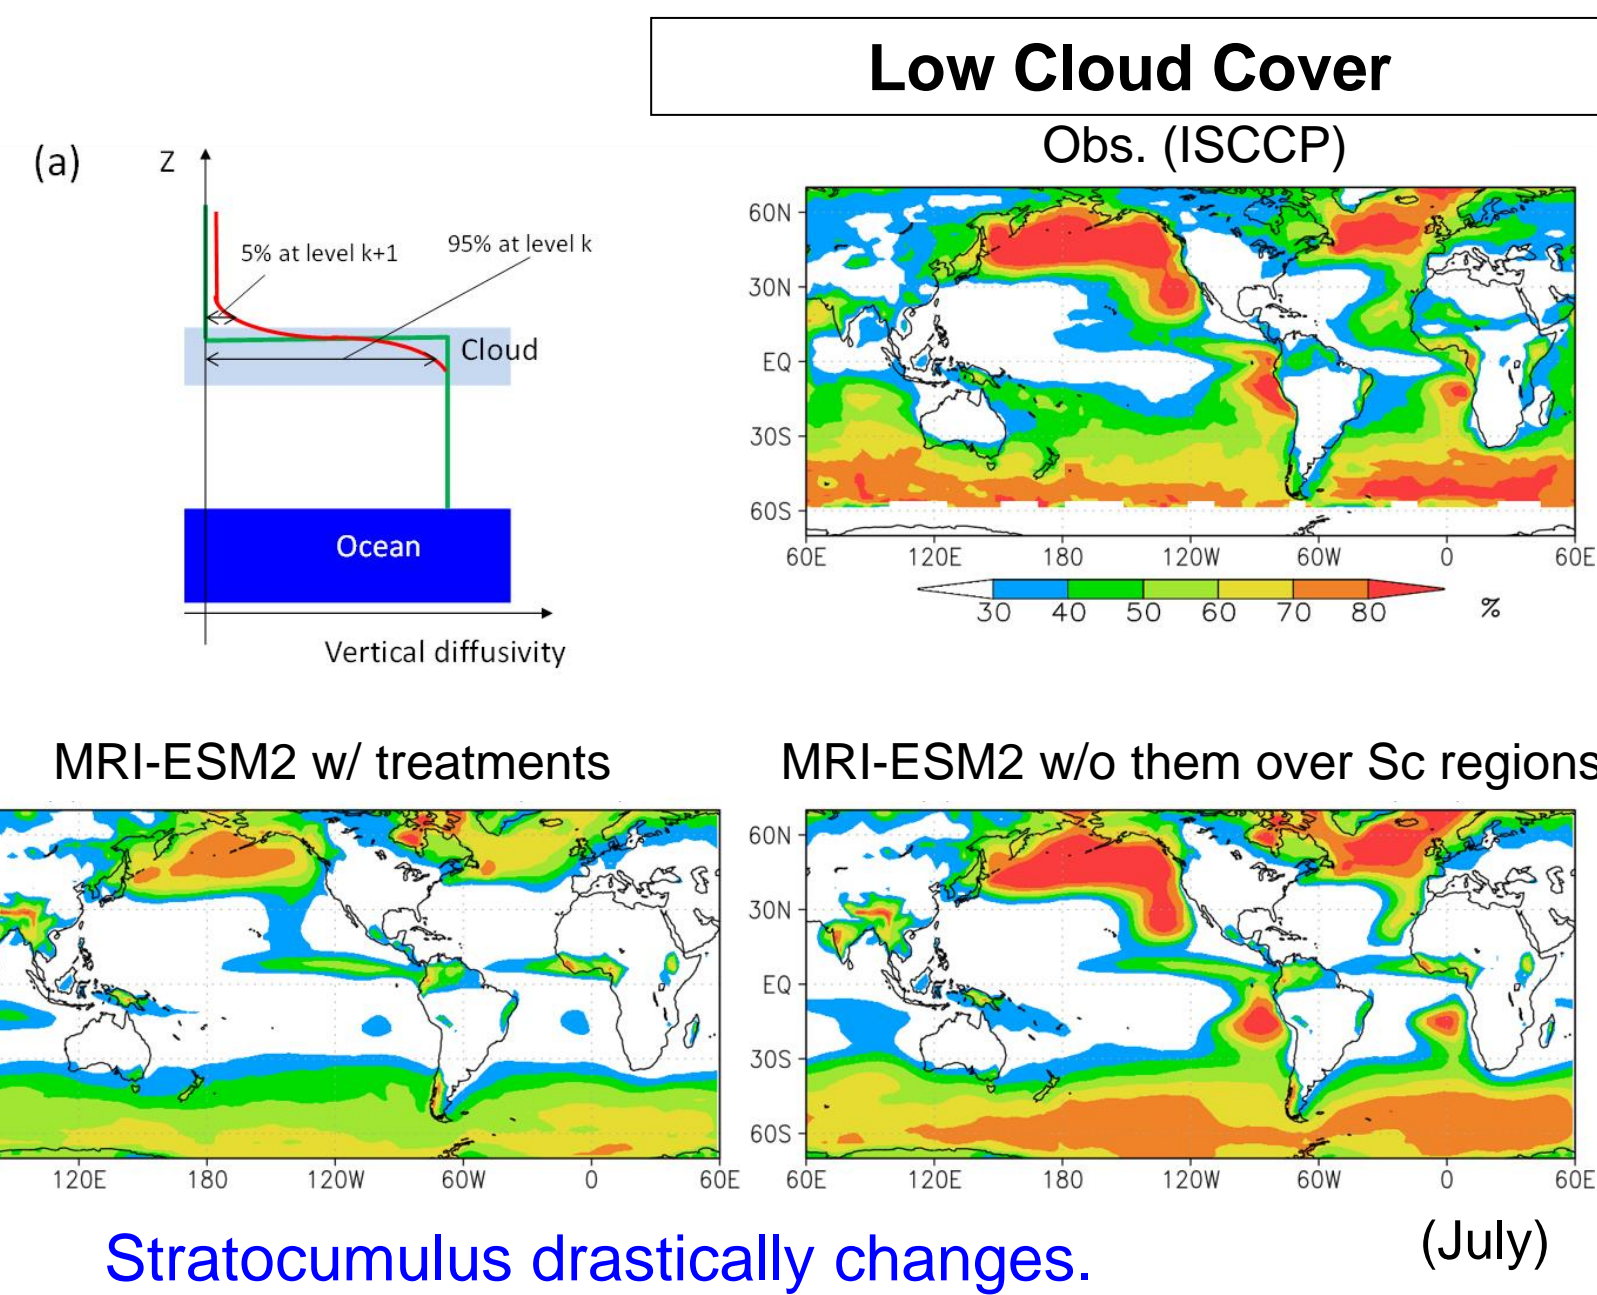 Low Cloud Cover
Obs. (ISCCP)
(a)
Z
5% at level k+1
95% at level k
Cloud
Ocean
Vertical diffusivity
60N
30N
EQ
30S
60S
60E 120E 180 120W 60W 0 60E
30 40 50 60 70 80 %
MRI-ESM2 w/ treatments
MRI-ESM2 w/o them over Sc regions
120E 180 120W 60W 0 60E
60N
30N
EQ
30S
60S
60E 120E 180 120W 60W 0 60E
Stratocumulus drastically changes.
(July)